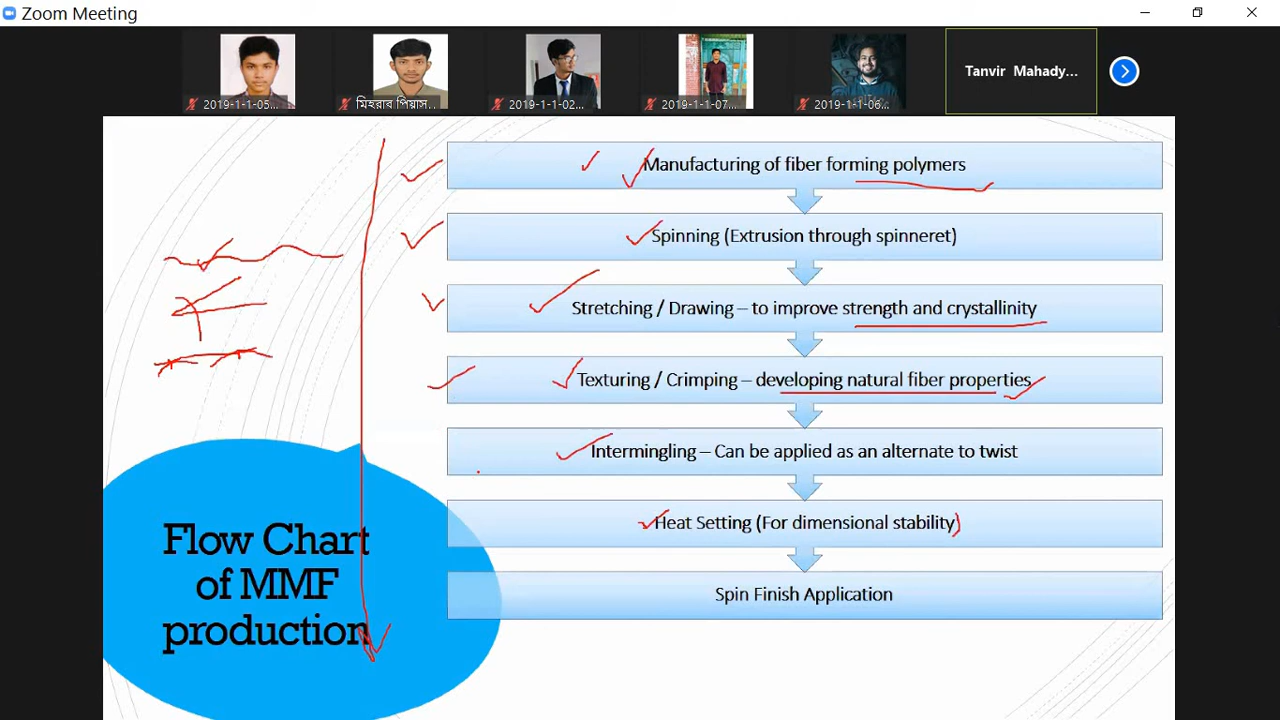 Zoom Meeting
2019-1-1-05...
মিহরাব পিয়াস...
2019-1-1-02...
2019-1-1-07...
2019-1-1-06...
Tanvir Mahady...
Manufacturing of fiber forming polymers
Spinning (Extrusion through spinneret)
Stretching / Drawing – to improve strength and crystallinity
Texturing / Crimping – developing natural fiber properties
Intermingling – Can be applied as an alternate to twist
Heat Setting (For dimensional stability)
Spin Finish Application
Flow Chart
of MMF
production